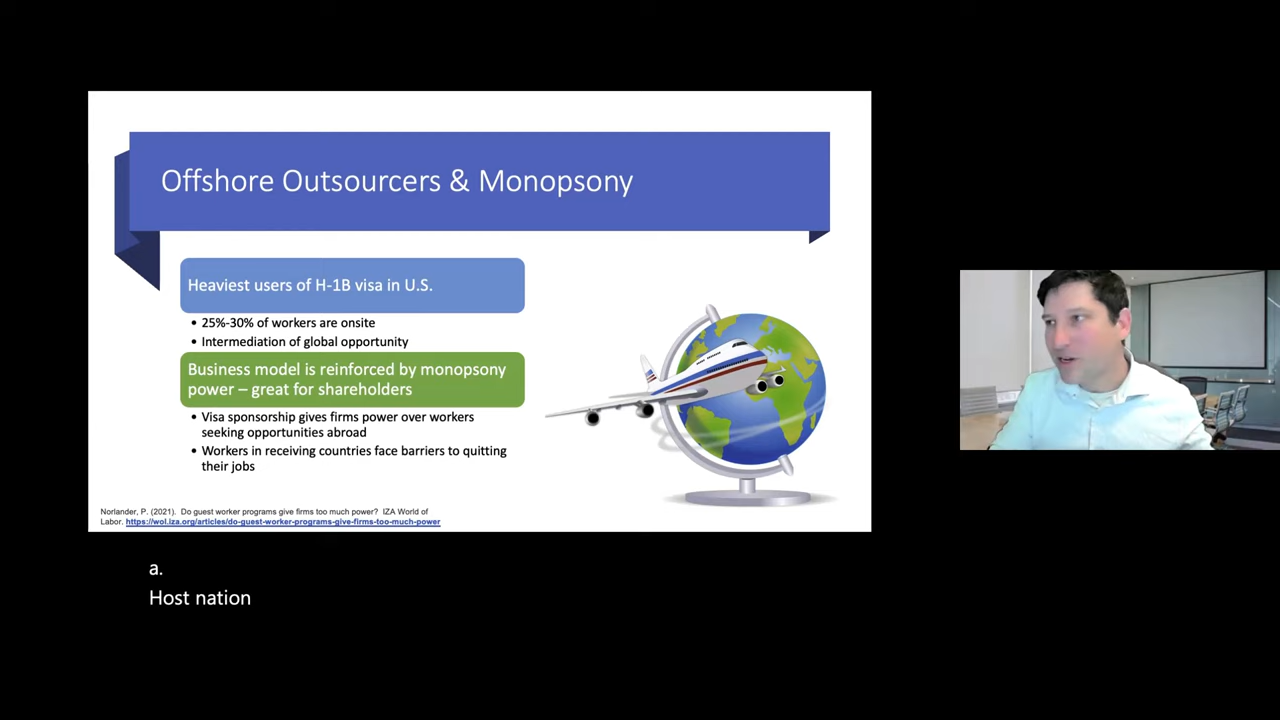 Offshore Outsourcers & Monopsony
Heaviest users of H-1B visa in U.S.
• 25%-30% of workers are onsite
• Intermediation of global opportunity
Business model is reinforced by monopsony
power – great for shareholders
• Visa sponsorship gives firms power over workers
seeking opportunities abroad
• Workers in receiving countries face barriers to quitting
their jobs
Norlander, P. (2021). Do guest worker programs give firms too much power? IZA World of
Labor. https://wol.iza.org/articles/do-guest-worker-programs-give-firms-too-much-power
a.
Host nation